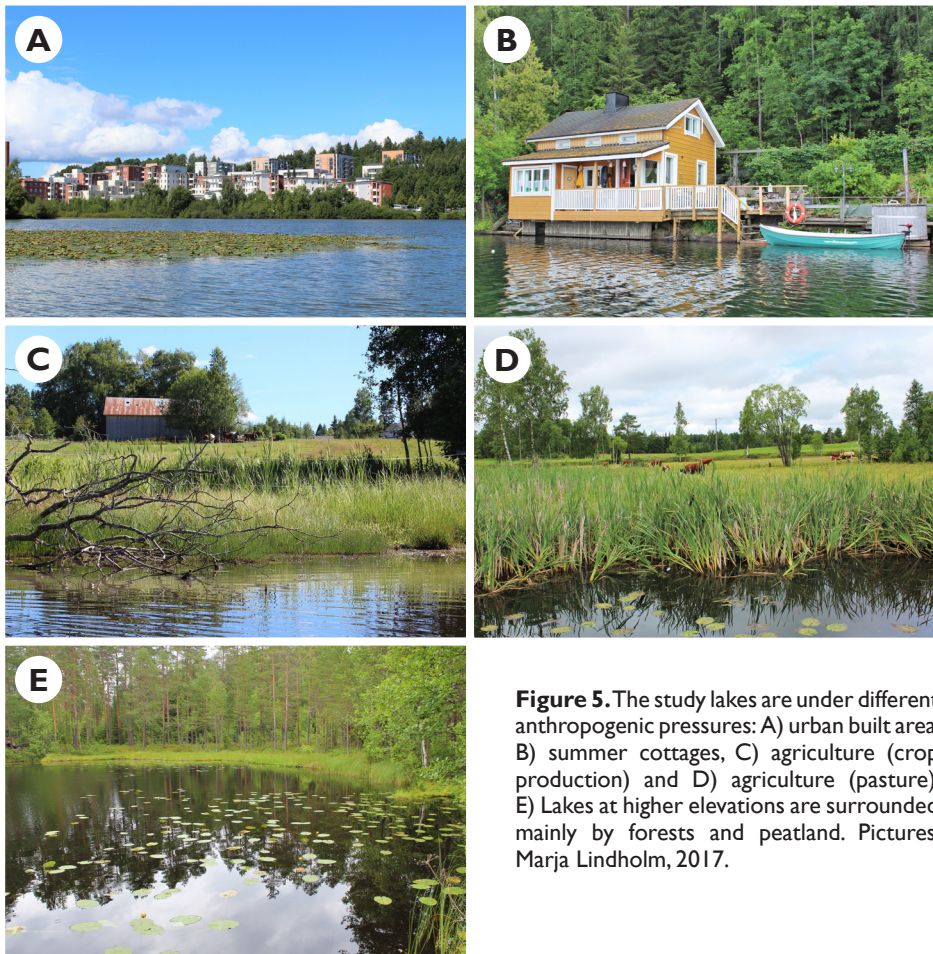 A
B
C
D
E
Figure 5. The study lakes are under different
anthropogenic pressures: A) urban built area
B) summer cottages, C) agriculture (crop
production) and D) agriculture (pasture)
E) Lakes at higher elevations are surrounded
mainly by forests and peatland. Pictures
Marja Lindholm, 2017.